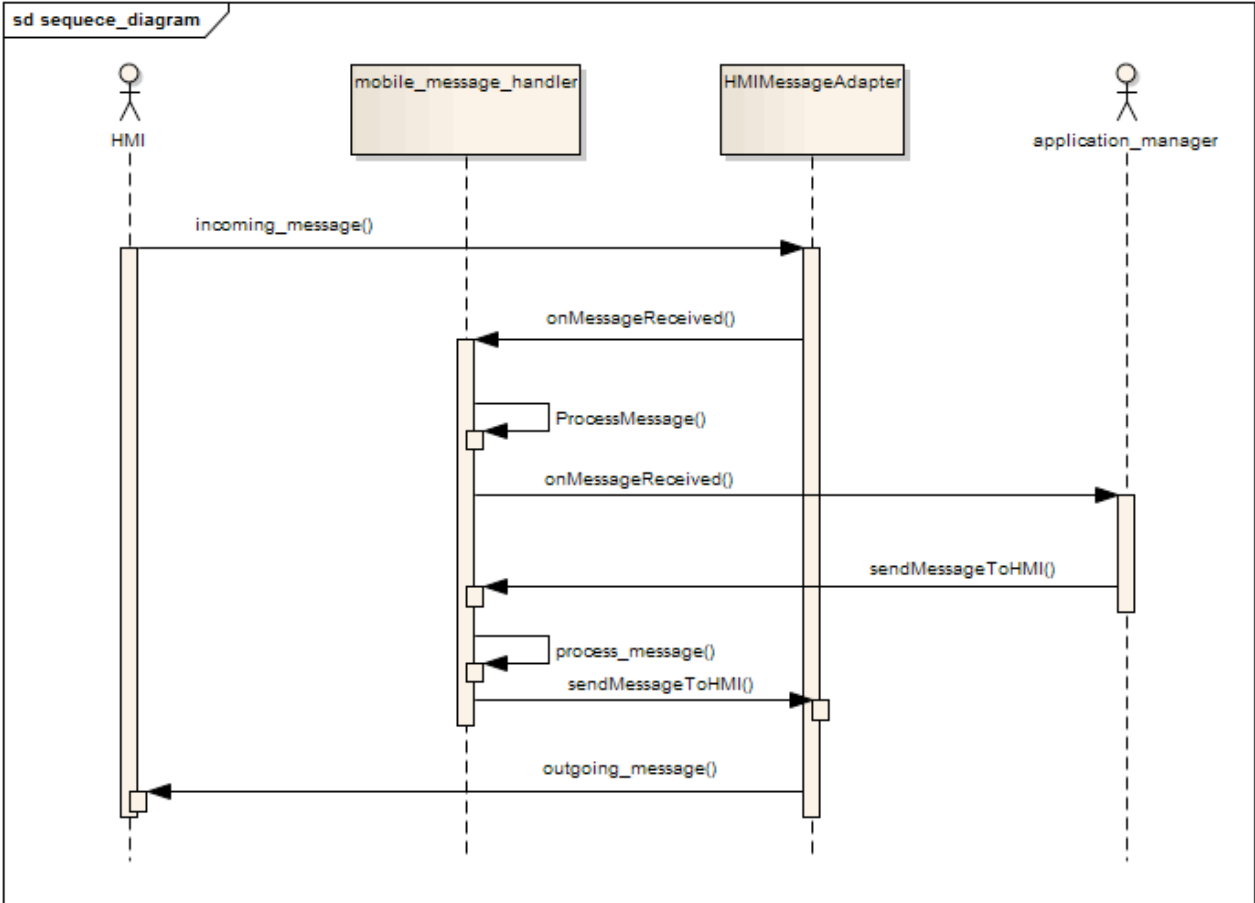 sd sequece_diagram
HMI
mobile_message_handler
HMIMessageAdapter
application_manager
incoming_message()
onMessageReceived()
ProcessMessage()
onMessageReceived()
sendMessageToHMI()
process_message()
sendMessageToHMI()
outgoing_message()